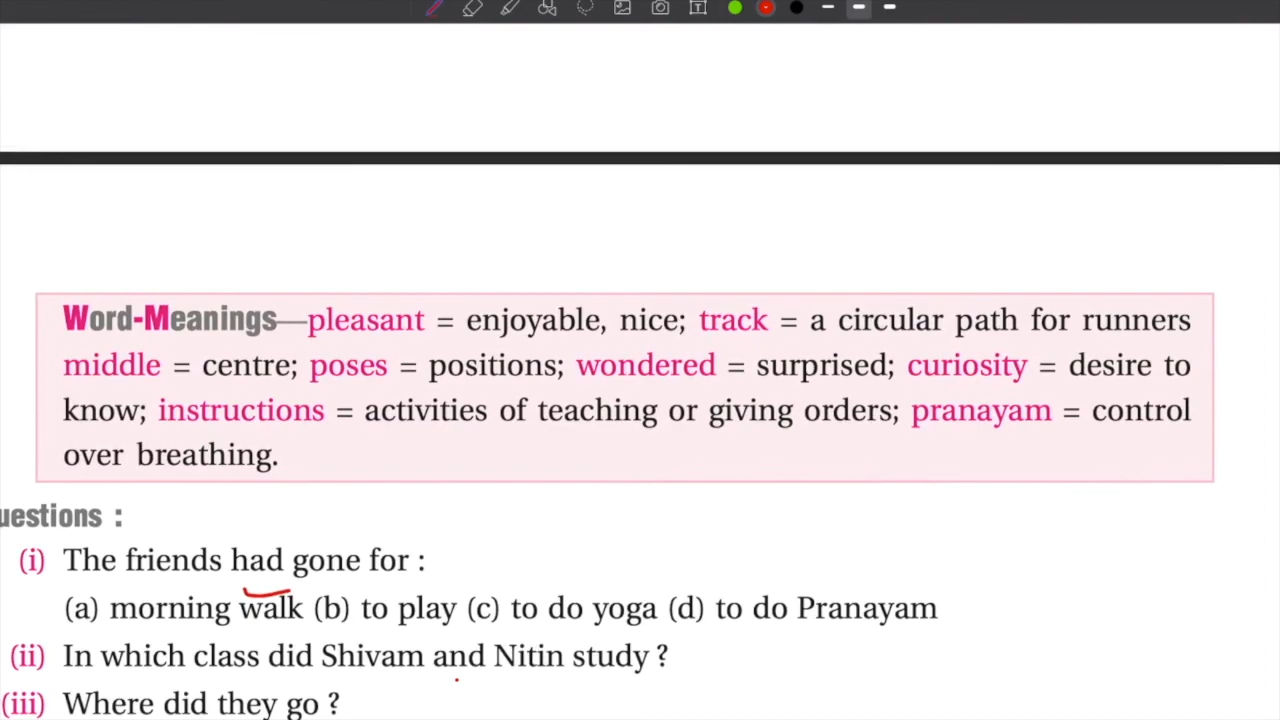 Word-Meanings—pleasant = enjoyable, nice; track = a circular path for runners
middle = centre; poses = positions; wondered = surprised; curiosity = desire to
know; instructions = activities of teaching or giving orders; pranayam = control
over breathing.
uestions :
(i) The friends had gone for :
(a) morning walk (b) to play (c) to do yoga (d) to do Pranayam
(ii) In which class did Shivam and Nitin study ?
(iii) Where did they go ?